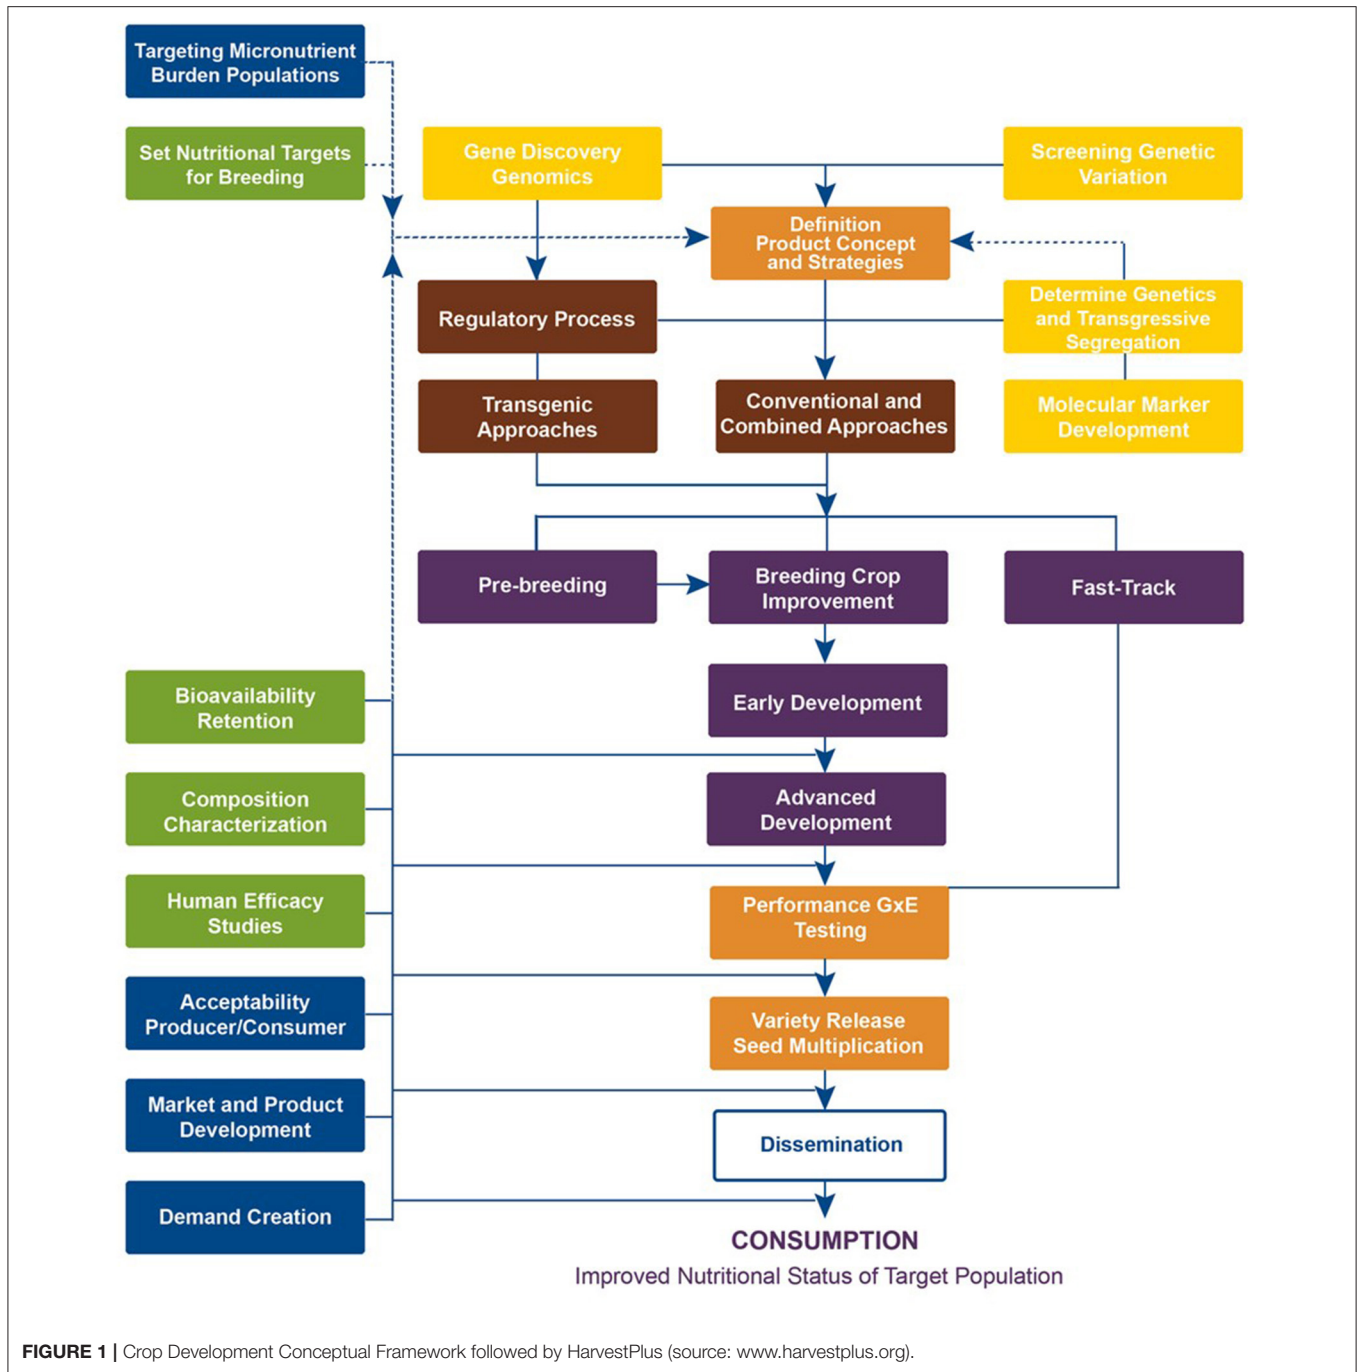 Targeting Micronutrient
Burden Populations
Set Nutritional Targets
for Breeding
Gene Discovery
Genomics
Screening Genetic
Variation
Definition
Product Concept
and Strategies
Regulatory Process
Determine Genetics
and Transgressive
Segregation
Transgenic
Approaches
Conventional and
Combined Approaches
Molecular Marker
Development
Pre-breeding
Breeding Crop
Improvement
Fast-Track
Early Development
Bioavailability
Retention
Advanced
Development
Composition
Characterization
Human Efficacy
Studies
Performance GxE
Testing
Acceptability
Producer/Consumer
Variety Release
Seed Multiplication
Market and Product
Development
Dissemination
Demand Creation
CONSUMPTION
Improved Nutritional Status of Target Population
FIGURE 1 | Crop Development Conceptual Framework followed by HarvestPlus (source: www.harvestplus.org).